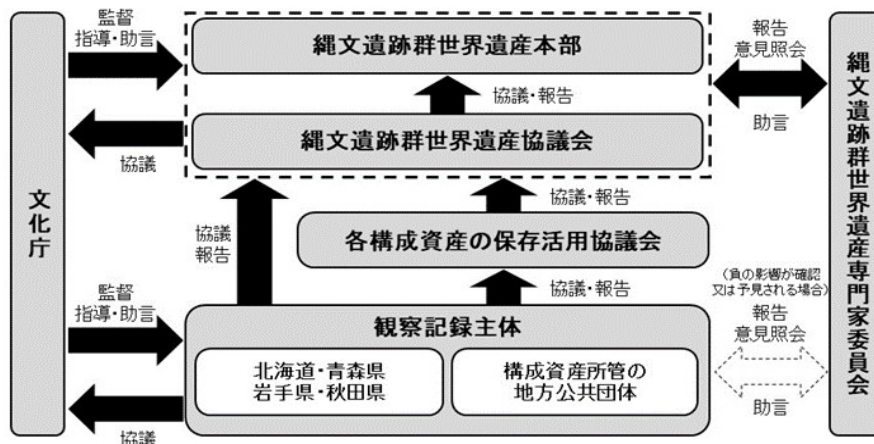 監督
指導・助言
協議
文化庁
監督
指導・助言
協議
縄文遺跡群世界遺産本部
協議・報告
縄文遺跡群世界遺産協議会
協議
報告
協議・報告
各構成資産の保存活用協議会
協議・報告
観察記録主体
北海道・青森県
岩手県・秋田県
構成資産所管の
地方公共団体
報告
意見照会
助言
(負の影響が確認
又は予見される場合)
報告
意見照会
助言
縄文遺跡群世界遺産専門家委員会